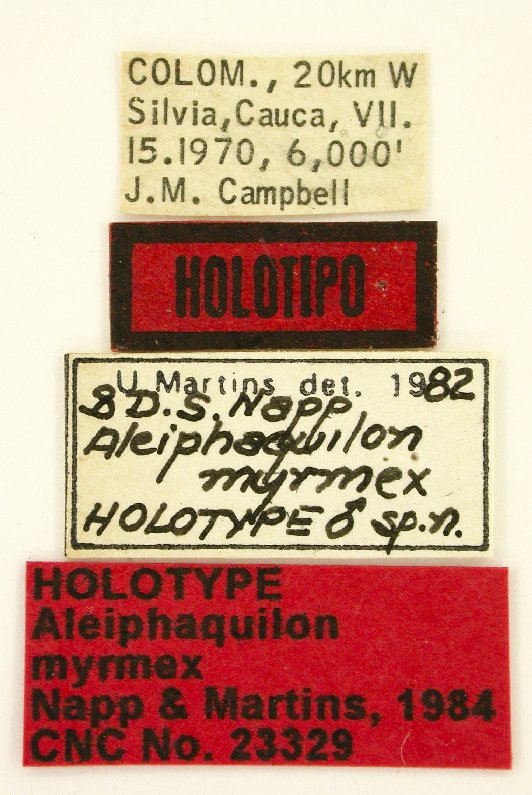 COLOM., 20km W
Silvia, Cauca, VII.
15.1970, 6,000'
J.M. Campbell
HOLOTIPO
U. Martins det. 1982
& D.S. Napp
Aleiphaquilon
myrmex
HOLOTYPE ♂ sp.n.
HOLOTYPE
Aleiphaquilon
myrmex
Napp & Martins, 1984
CNC No. 23329